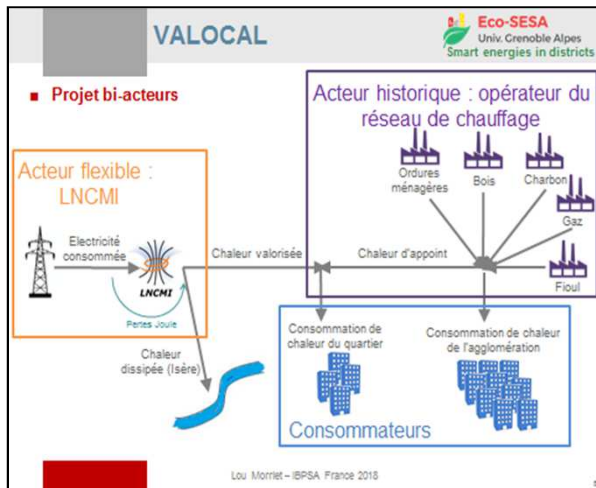 VALOCAL
Eco-SESA
Univ. Grenoble Alpes
Smart energies in districts
Projet bi-acteurs
Acteur historique : opérateur du
réseau de chauffage
Ordures
ménagères
Bois
Charbon
Gaz
Fioul
Acteur flexible :
LNCMI
Electricité
consommée
LNCMI
Pertes Joule
Chaleur valorisée
Chaleur d'appoint
Chaleur
dissipée (Isère)
Consommation de
chaleur du quartier
Consommation de chaleur
de l'agglomération
Consommateurs
Lou Morriet – IBPSA France 2018